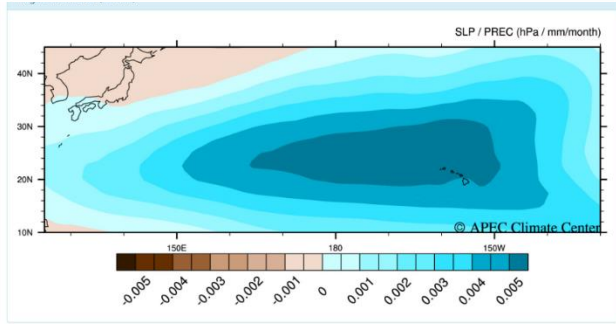 SLP / PREC (hPa / mm/month)
40N
30N
20N
10N
© APEC Climate Center
150E 180 150W
-0.005 -0.004 -0.003 -0.002 -0.001 0 0.001 0.002 0.003 0.004 0.005